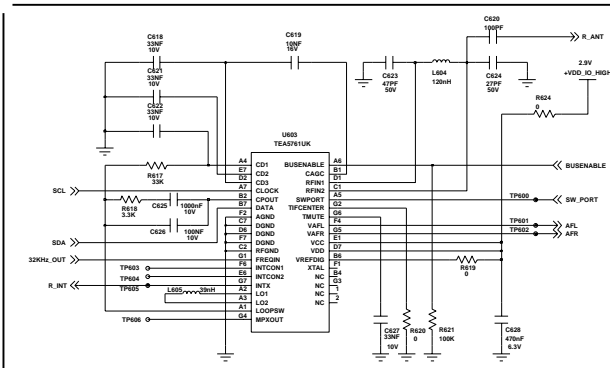 C618
33NF
10V
C621
33NF
10V
C622
33NF
10V
C619
10NF
16V
C620
100PF
R_ANT
C623
47PF
50V
L604
120nH
C624
27PF
50V
2.9V
+VDD_IO_HIGH
R624
0
U603
TEA5761UK
R617
33K
R618
3.3K
C625
1000nF
10V
C626
100NF
10V
SCL
SDA
32KHz_OUT
R_INT
TP603
TP604
TP605
TP606
L605
39nH
A4 CD1
E7 CD2
D2 CD3
A7 CLOCK
B2 CPOUT
B7 DATA
F2 AGND
C7 DGND
D6 DGND
F7 DGND
C2 RFGND
G1 FREQIN
F6 INTCON1
E6 INTCON2
G7 INTX
A2 LO1
A3 LO2
A1 LOOPSW
G4 MPXOUT
BUSENABLE A6
CAGC B1
RFIN1 D1
RFIN2 C1
SWPORT A5
TIFCENTER G2
TMUTE G6
VAFL F4
VAFR G5
VCC E1
VDD D7
VREFDIG B6
XTAL F1
NC B4
NC G3
NC 1
NC 2
BUSENABLE
TP600
SW_PORT
TP601
AFL
TP602
AFR
R619
0
C627
33NF
10V
R620
0
R621
100K
C628
470nF
6.3V